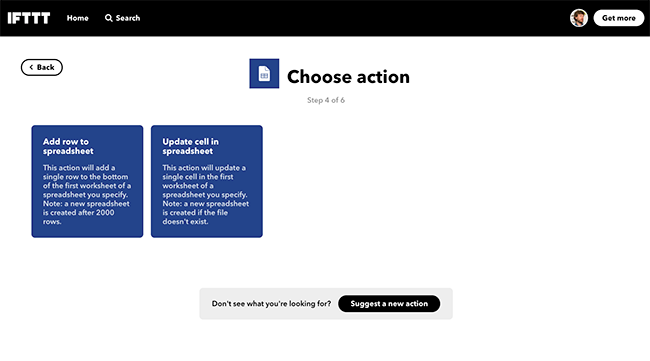 IFTTT Home Search Get more
Back
Choose action
Step 4 of 6
Add row to
spreadsheet
This action will add a
single row to the bottom
of the first worksheet of a
spreadsheet you specify.
Note: a new spreadsheet
is created after 2000
rows.
Update cell in
spreadsheet
This action will update a
single cell in the first
worksheet of a
spreadsheet you specify.
Note: a new spreadsheet
is created if the file
doesn't exist.
Don't see what you're looking for? Suggest a new action